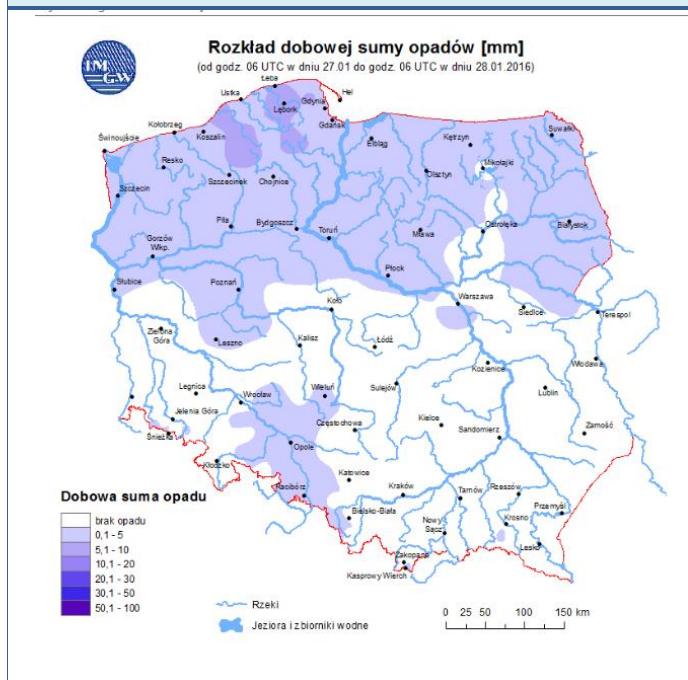 Rozkład dobowej sumy opadów [mm]
(od godz. 06 UTC w dniu 27.01 do godz. 06 UTC w dniu 28.01.2016)
IM
GW
Łeba
Ustka
Hel
Lębork
Gdynia
Gdańsk
Kołobrzeg
Koszalin
Świnoujście
Elbląg
Kętrzyn
Suwałki
Resko
Mikołajki
Szczecin
Szczecinek
Chojnice
Olsztyn
Piła
Bydgoszcz
Toruń
Ostrołęka
Białystok
Mława
Gorzów
Wlkp.
Płock
Słubice
Poznań
Koło
Warszawa
Siedlce
Terespol
Zielona
Góra
Leszno
Kalisz
Łódź
Włodawa
Kozienice
Legnica
Wrocław
Wieluń
Sulejów
Lublin
Jelenia Góra
Śnieżka
Częstochowa
Kielce
Sandomierz
Zamość
Opole
Kłodzko
Katowice
Racibórz
Kraków
Tarnów
Rzeszów
Bielsko-Biała
Nowy
Sącz
Krosno
Przemyśl
Lesko
Zakopane
Kasprowy Wierch
Dobowa suma opadu
brak opadu
0,1 - 5
5,1 - 10
10,1 - 20
20,1 - 30
30,1 - 50
50,1 - 100
Rzeki
Jeziora i zbiorniki wodne
0 25 50 100 150 km